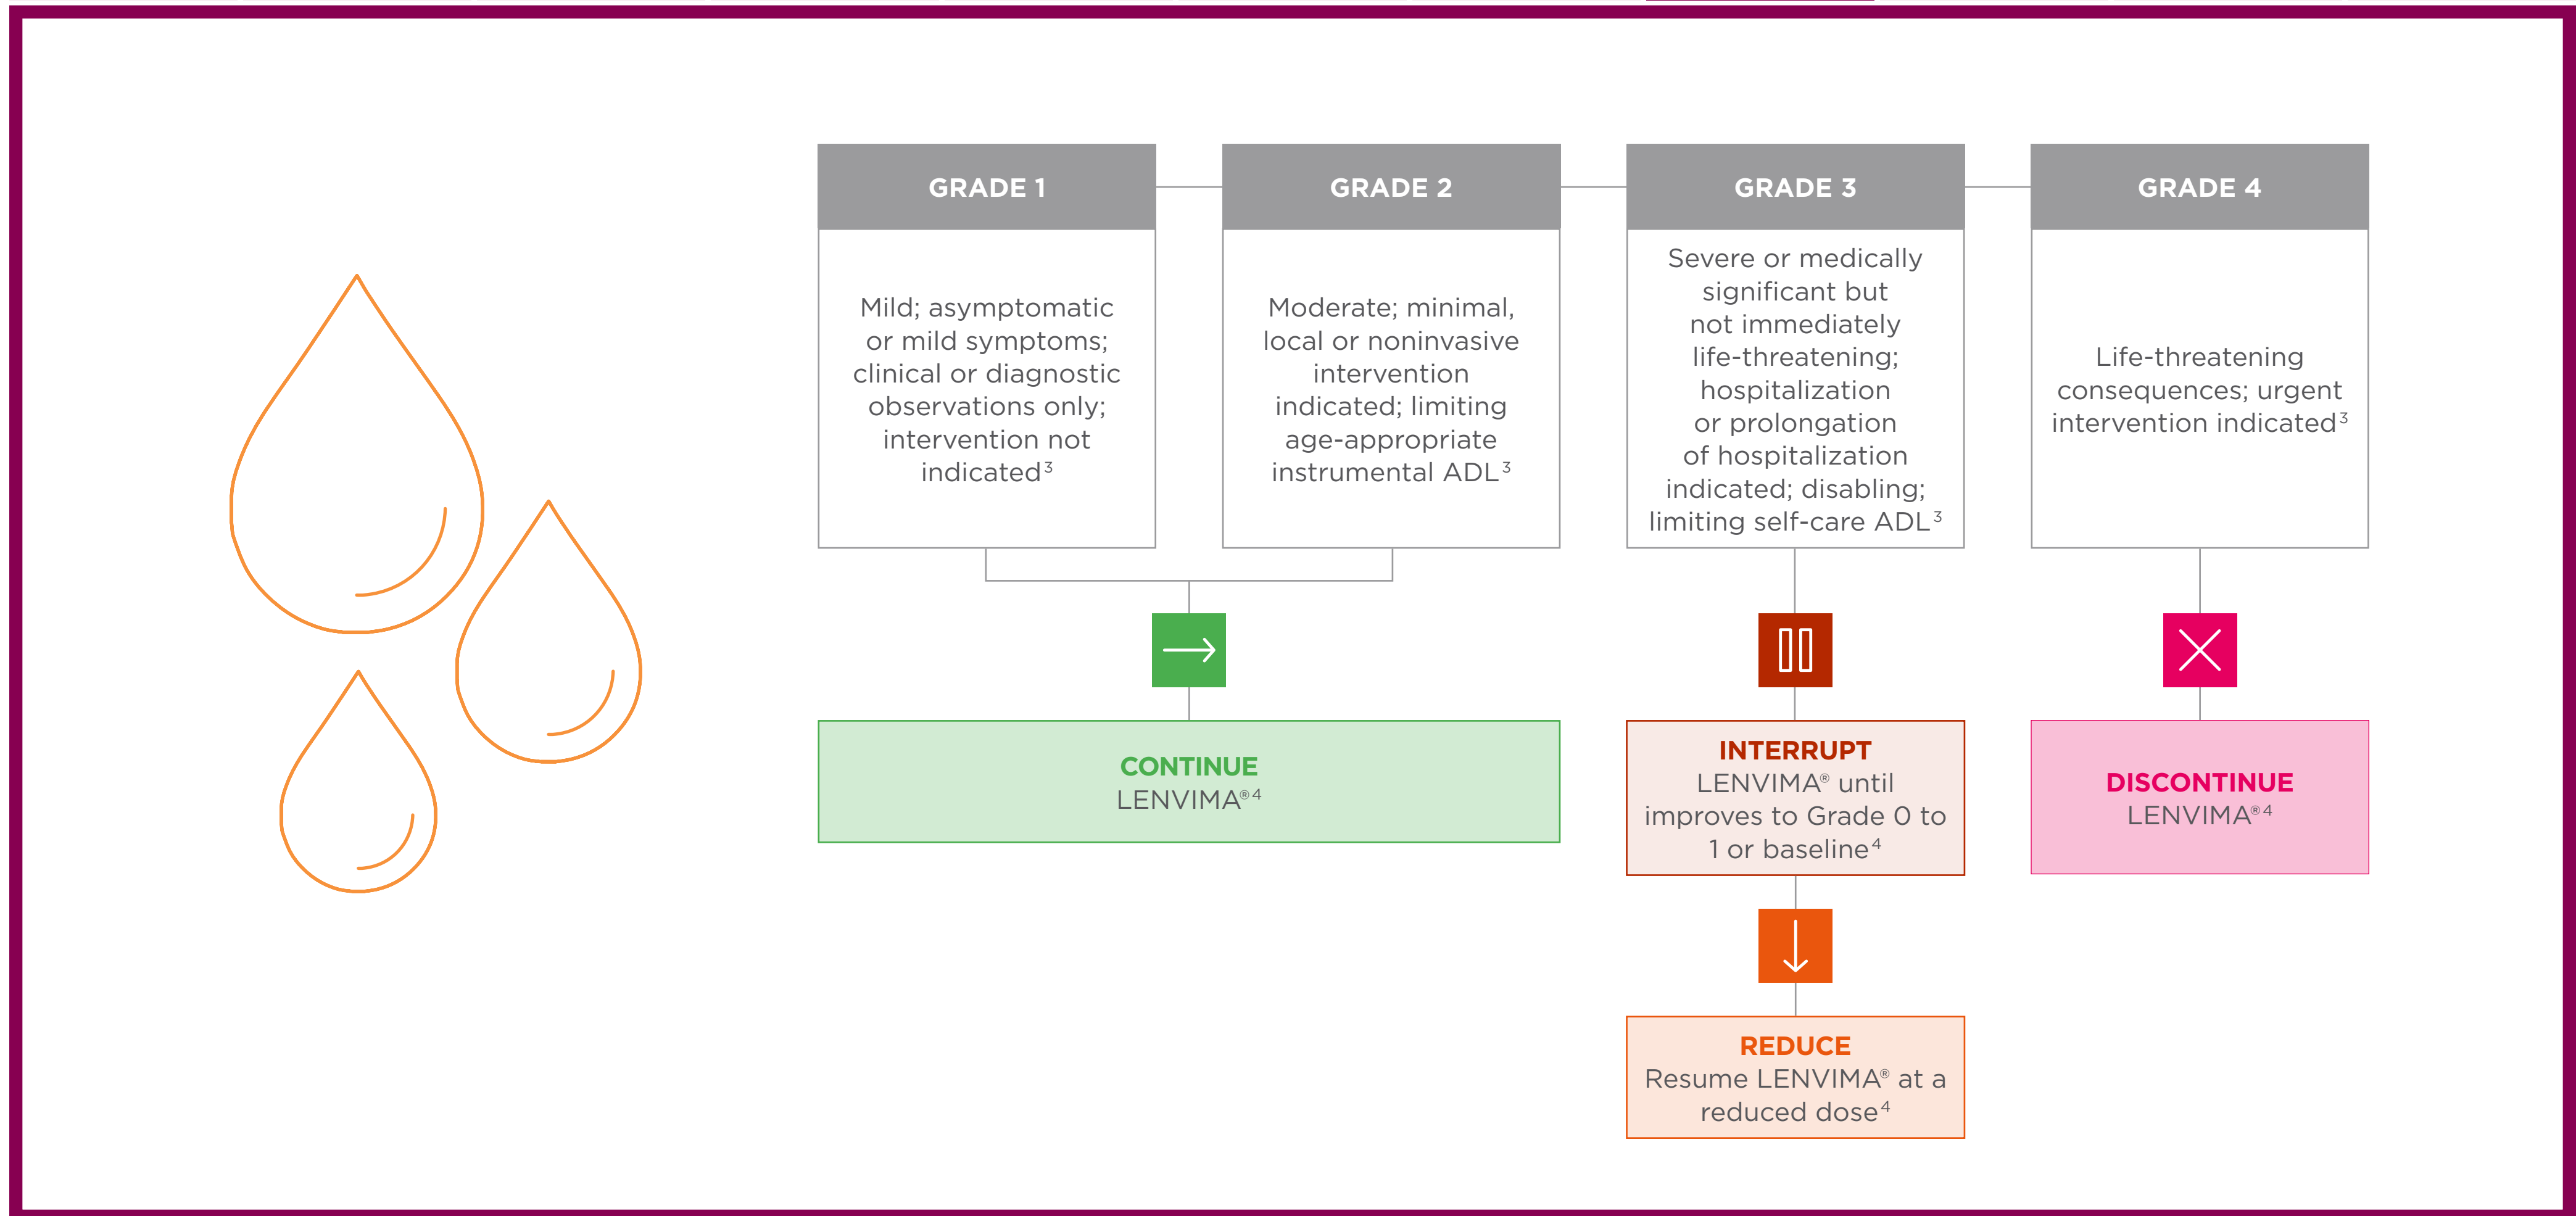 GRADE 1
Mild; asymptomatic
or mild symptoms;
clinical or diagnostic
observations only;
intervention not
indicated³
GRADE 2
Moderate; minimal,
local or noninvasive
intervention
indicated; limiting
age-appropriate
instrumental ADL³
GRADE 3
Severe or medically
significant but
not immediately
life-threatening;
hospitalization
or prolongation
of hospitalization
indicated; disabling;
limiting self-care ADL³
GRADE 4
Life-threatening
consequences; urgent
intervention indicated³
CONTINUE
LENVIMA®⁴
INTERRUPT
LENVIMA® until
improves to Grade 0 to
1 or baseline⁴
REDUCE
Resume LENVIMA® at a
reduced dose⁴
DISCONTINUE
LENVIMA®⁴